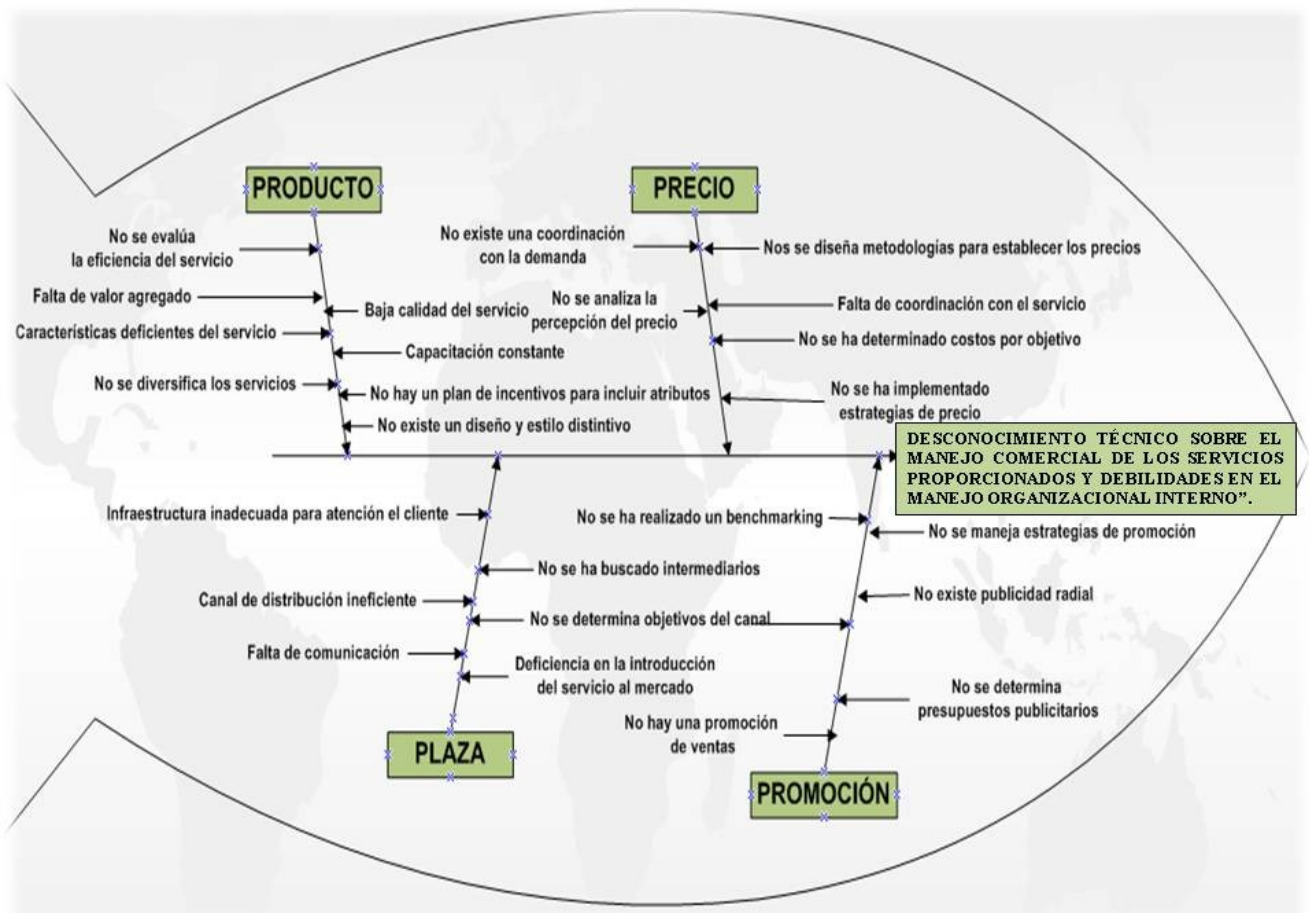 PRODUCTO
No se evalúa
la eficiencia del servicio
Falta de valor agregado
Baja calidad del servicio
Características deficientes del servicio
Capacitación constante
No se diversifica los servicios
No hay un plan de incentivos para incluir atributos
No existe un diseño y estilo distintivo
PRECIO
No existe una coordinación
con la demanda
Nos se diseña metodologías para establecer los precios
No se analiza la
percepción del precio
Falta de coordinación con el servicio
No se ha determinado costos por objetivo
No se ha implementado
estrategias de precio
DESCONOCIMIENTO TÉCNICO SOBRE EL
MANEJO COMERCIAL DE LOS SERVICIOS
PROPORCIONADOS Y DEBILIDADES EN EL
MANEJO ORGANIZACIONAL INTERNO”.
Infraestructura inadecuada para atención el cliente
No se ha buscado intermediarios
Canal de distribución ineficiente
No se determina objetivos del canal
Falta de comunicación
Deficiencia en la introducción
del servicio al mercado
PLAZA
No se ha realizado un benchmarking
No se maneja estrategias de promoción
No existe publicidad radial
No se determina
presupuestos publicitarios
No hay una promoción
de ventas
PROMOCIÓN